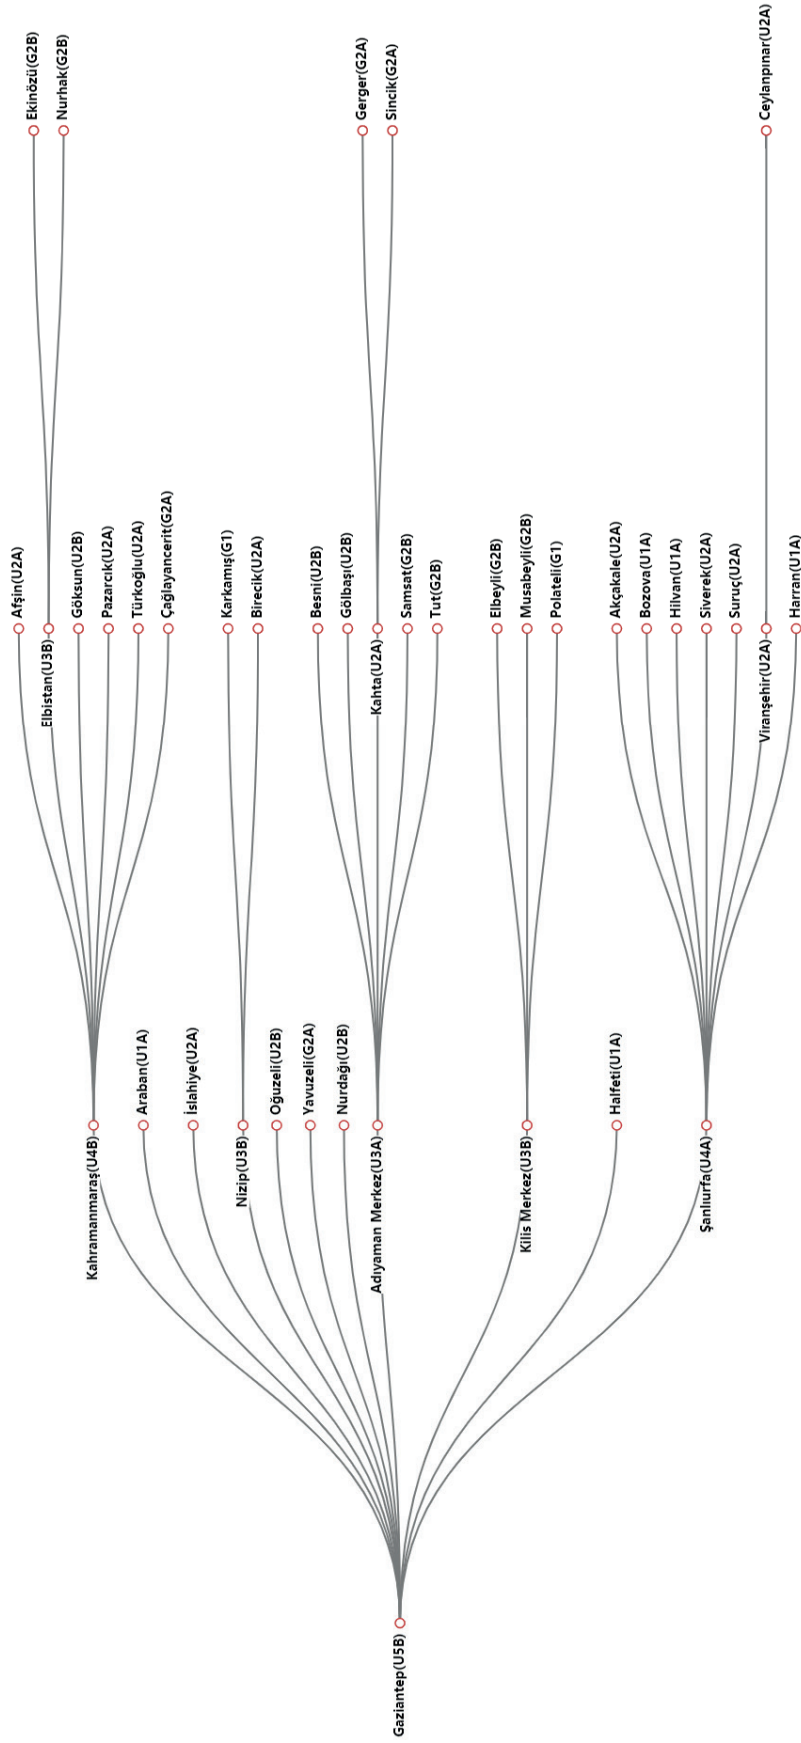 Ekinözü(G2B)
Nurhak(G2B)
Gerger(G2A)
Sincik(G2A)
Ceylanpınar(U2A)
Afşin(U2A)
Elbistan(U3B)
Göksun(U2B)
Pazarcık(U2A)
Türkoğlu(U2A)
Çağlayancerit(G2A)
Karkamış(G1)
Birecik(U2A)
Besni(U2B)
Gölbaşı(U2B)
Kahta(U2A)
Samsat(G2B)
Tut(G2B)
Elbeyli(G2B)
Musabeyli(G2B)
Polateli(G1)
Akçakale(U2A)
Bozova(U1A)
Hilvan(U1A)
Siverek(U2A)
Suruç(U2A)
Viranşehir(U2A)
Harran(U1A)
Kahramanmaraş(U4B)
Araban(U1A)
İslahiye(U2A)
Nizip(U3B)
Oğuzeli(U2B)
Yavuzeli(G2A)
Nurdağı(U2B)
Adıyaman Merkez(U3A)
Kilis Merkez(U3B)
Halfeti(U1A)
Şanlıurfa(U4A)
Gaziantep(U5B)